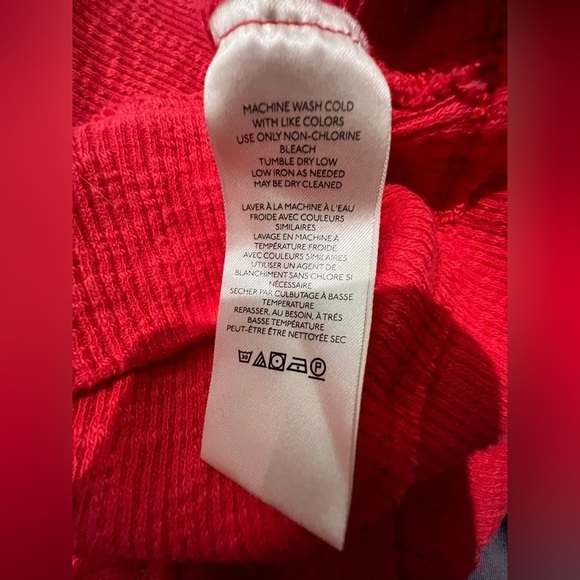 MACHINE WASH COLD
WITH LIKE COLORS
USE ONLY NON-CHLORINE
BLEACH
TUMBLE DRY LOW
LOW IRON AS NEEDED
MAY BE DRY CLEANED
LAVER À LA MACHINE À L'EAU
FROIDE AVEC COULEURS
SIMILAIRES
LAVAGE EN MACHINE À
TEMPÉRATURE FROIDE
AVEC COULEURS SIMILAIRES
UTILISER UN AGENT DE
BLANCHIMENT SANS CHLORE SI
NÉCESSAIRE
SÉCHER PAR CULBUTAGE À BASSE
TEMPERATURE
REPASSER, AU BESOIN, À TRÉS
BASSE TEMPÉRATURE
PEUT-ÊTRE ÊTRE NETTOYÉE SEC
30 P